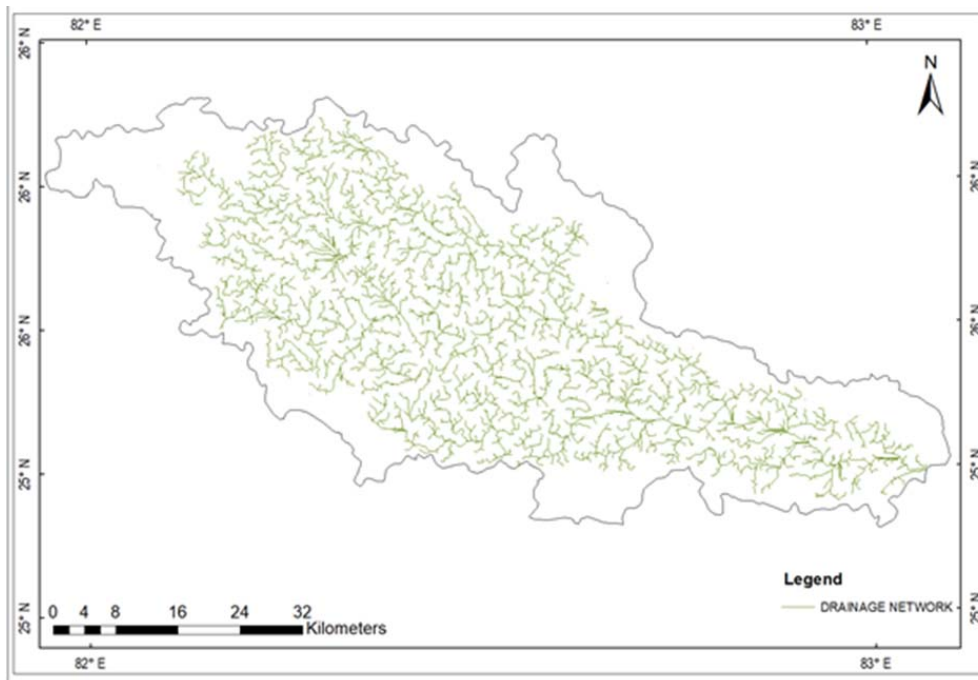 82° E 83° E
26° N 26° N
N
26° N 26° N
26° N 26° N
25° N 25° N
Legend
DRAINAGE NETWORK
0 4 8 16 24 32
Kilometers
25° N 25° N
82° E 83° E